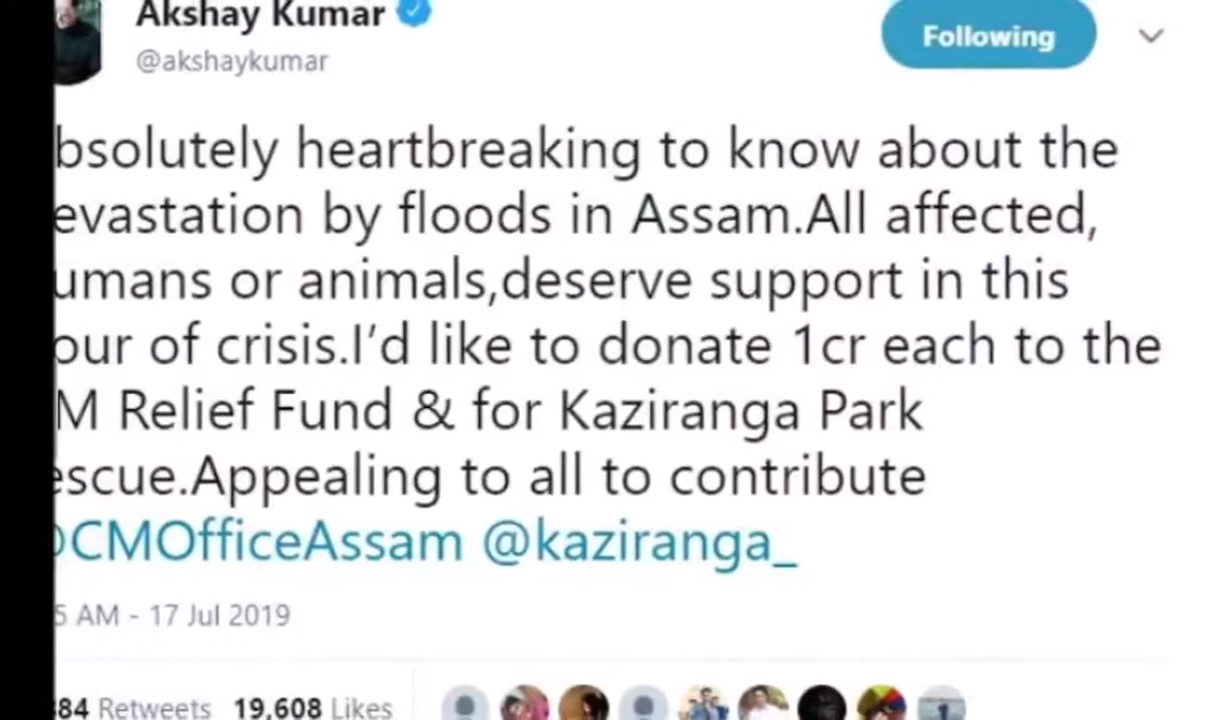 Akshay Kumar
@akshaykumar
Following
bsolutely heartbreaking to know about the
evastation by floods in Assam.All affected,
umans or animals,deserve support in this
our of crisis.I’d like to donate 1cr each to the
M Relief Fund & for Kaziranga Park
escue.Appealing to all to contribute
CMOfficeAssam @kaziranga_
5 AM - 17 Jul 2019
84 Retweets 19,608 Likes